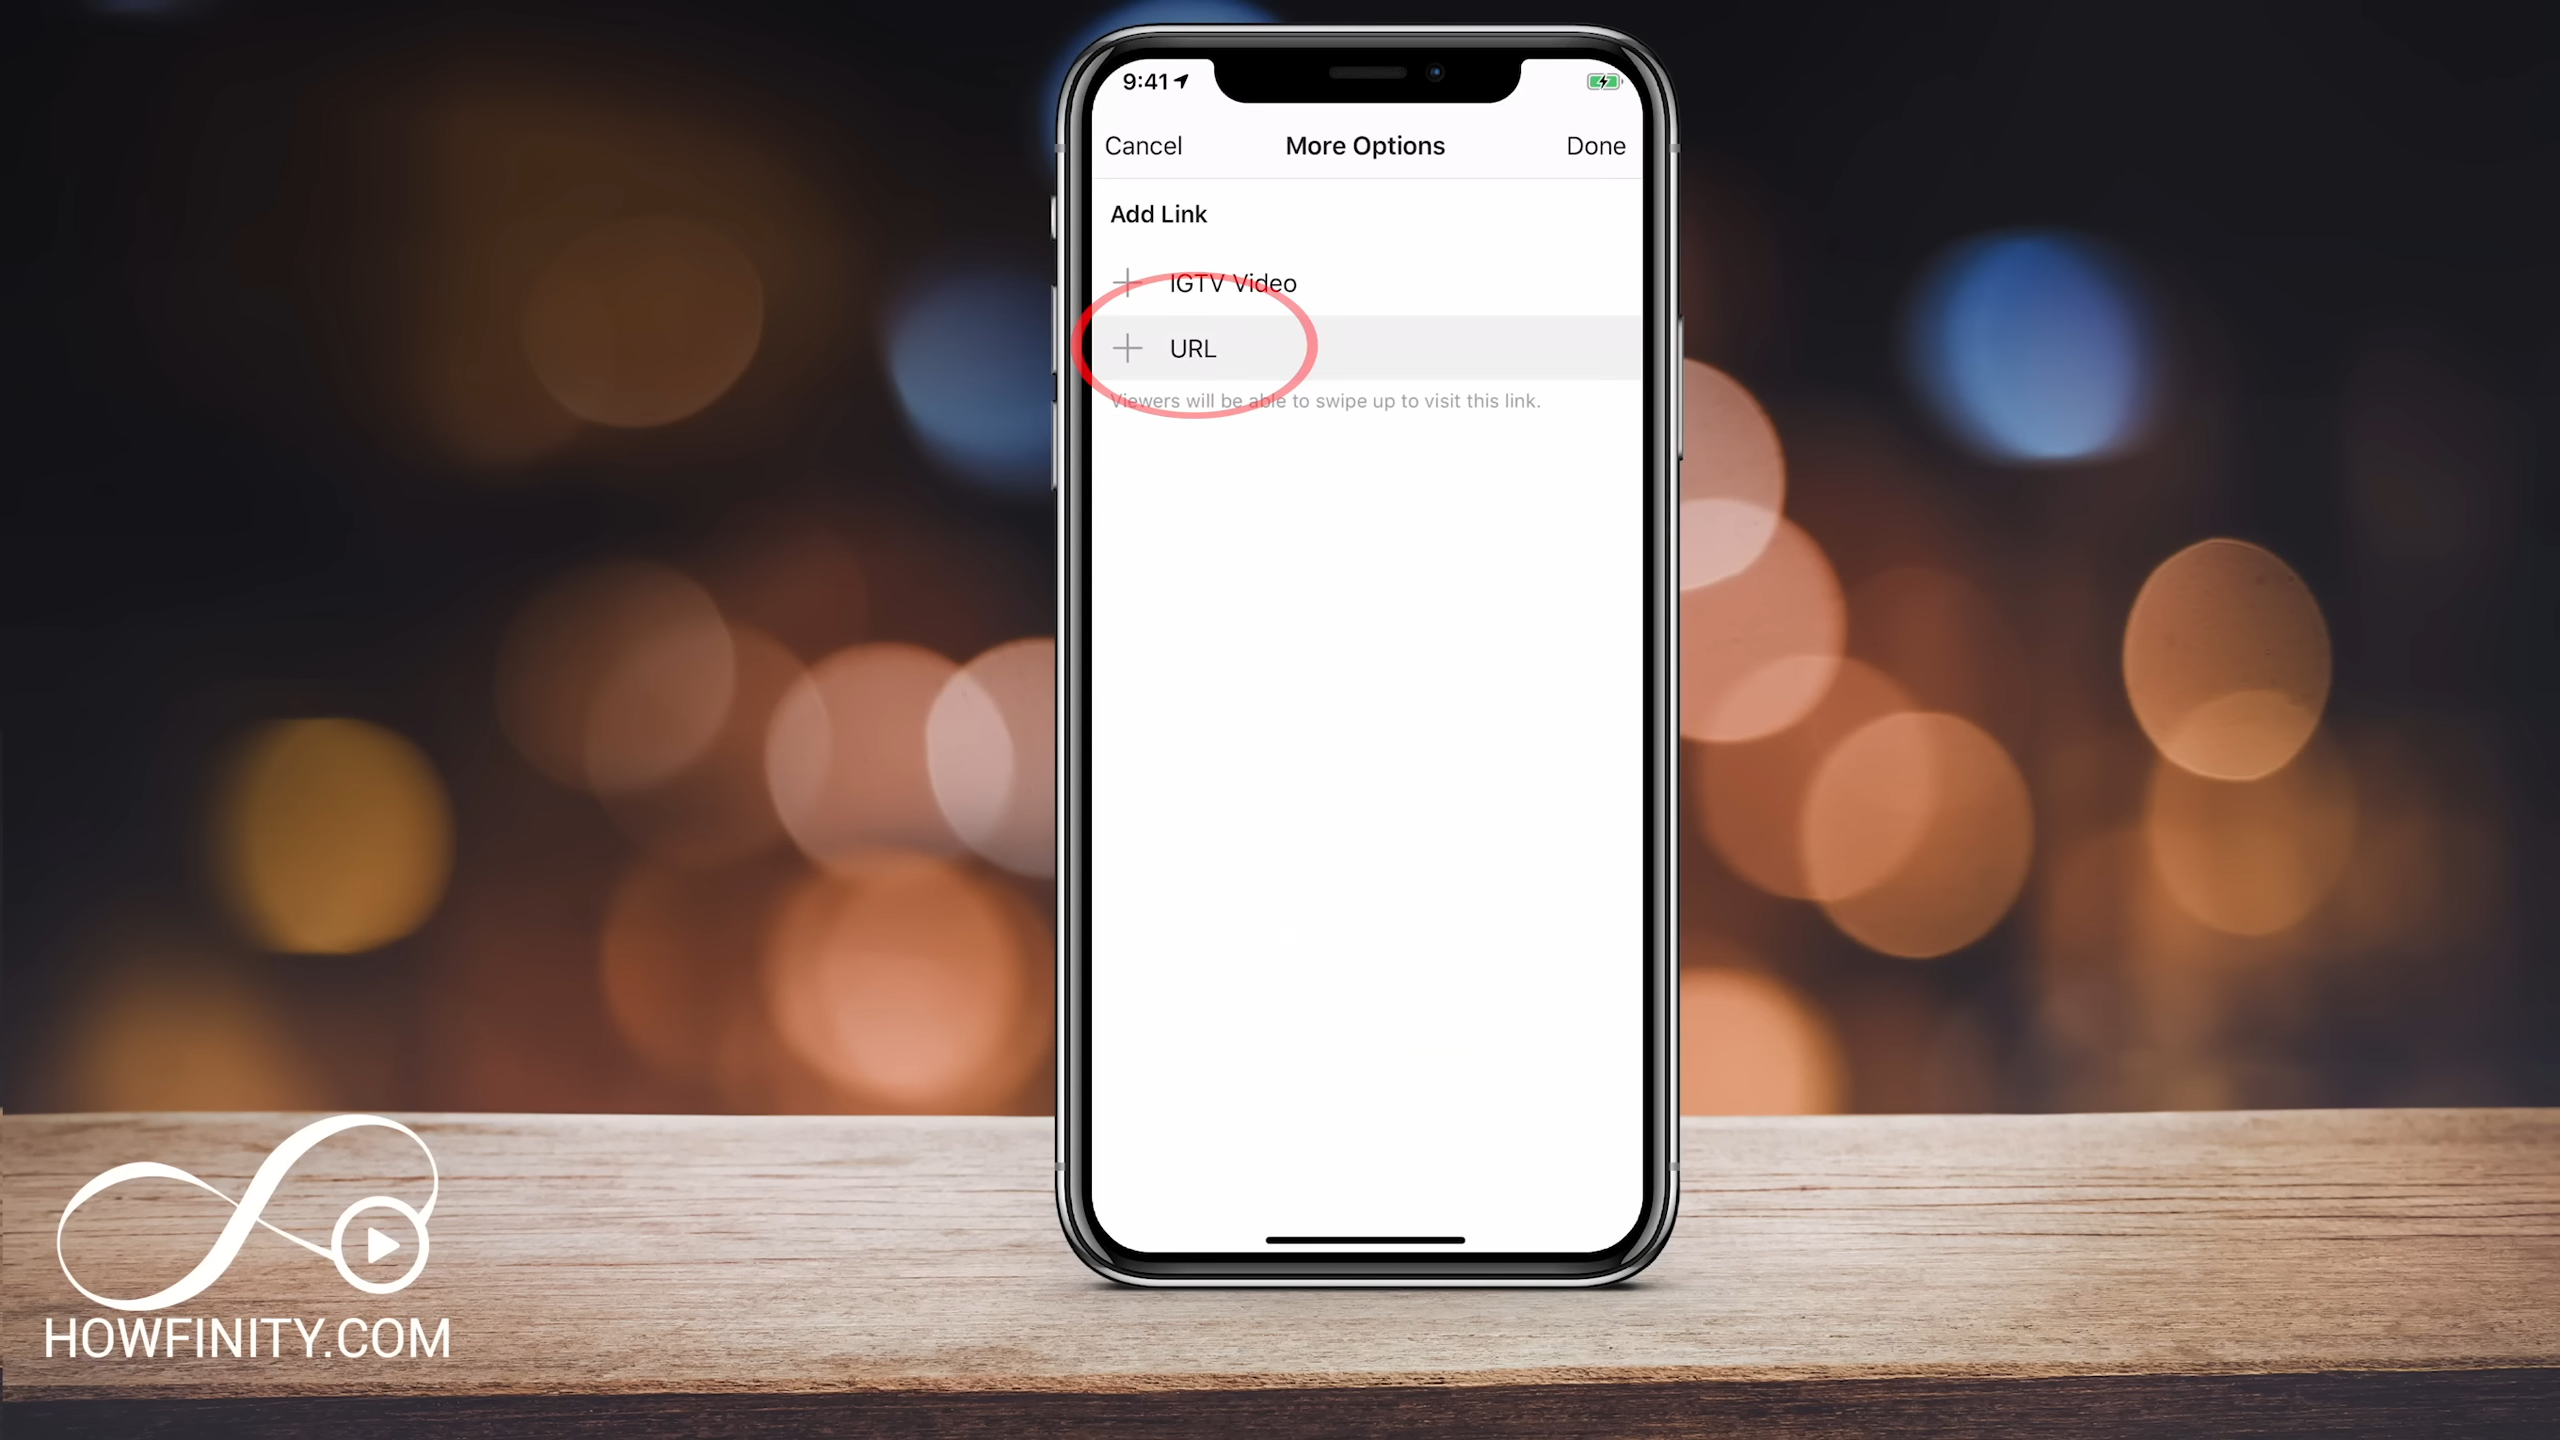 9:41
Cancel
More Options
Done
Add Link
IGTV Video
URL
Viewers will be able to swipe up to visit this link.
HOWFINITY.COM